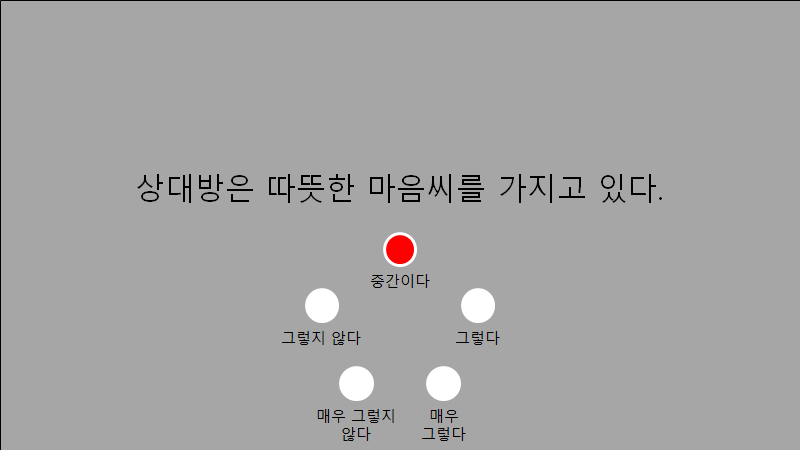 상대방은 따뜻한 마음씨를 가지고 있다.
중간이다
그렇지 않다
그렇다
매우 그렇지
않다
매우
그렇다